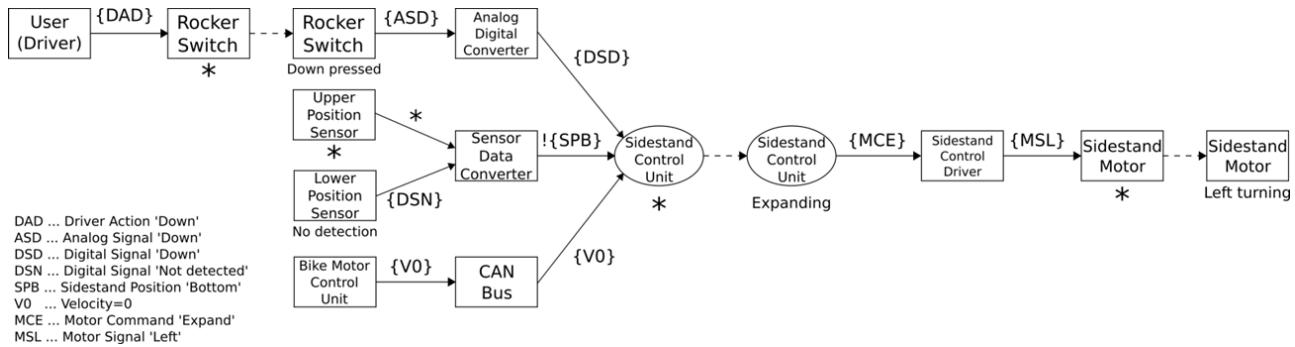 User
(Driver)
{DAD}
Rocker
Switch
*
Rocker
Switch
Down pressed
{ASD}
Analog
Digital
Converter
{DSD}
Upper
Position
Sensor
*
*
Lower
Position
Sensor
No detection
{DSN}
Sensor
Data
Converter
!{SPB}
Bike Motor
Control
Unit
{V0}
CAN
Bus
{V0}
Sidestand
Control
Unit
*
Sidestand
Control
Unit
Expanding
{MCE}
Sidestand
Control
Driver
{MSL}
Sidestand
Motor
*
Sidestand
Motor
Left turning
DAD ... Driver Action 'Down'
ASD ... Analog Signal 'Down'
DSD ... Digital Signal 'Down'
DSN ... Digital Signal 'Not detected'
SPB ... Sidestand Position 'Bottom'
V0 ... Velocity=0
MCE ... Motor Command 'Expand'
MSL ... Motor Signal 'Left'